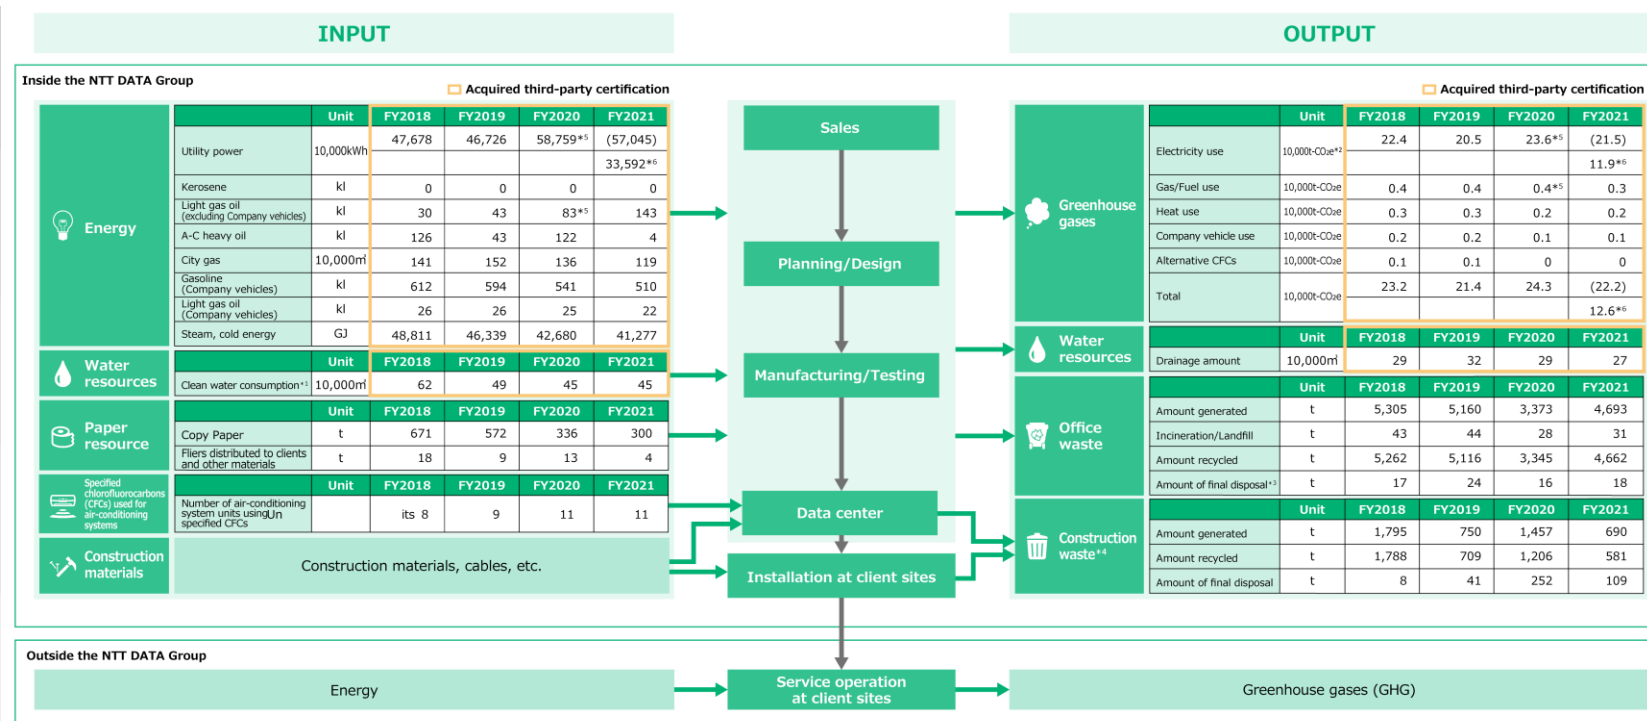 INPUT
OUTPUT
Inside the NTT DATA Group
Acquired third-party certification
Energy
Unit FY2018 FY2019 FY2020 FY2021
Utility power 10,000kWh 47,678 46,726 58,759*5 (57,045)
33,592*6
Kerosene kl 0 0 0 0
Light gas oil
(excluding Company vehicles) kl 30 43 83*5 143
A-C heavy oil kl 126 43 122 4
City gas 10,000㎥ 141 152 136 119
Gasoline
(Company vehicles) kl 612 594 541 510
Light gas oil
(Company vehicles) kl 26 26 25 22
Steam, cold energy GJ 48,811 46,339 42,680 41,277
Water
resources
Unit FY2018 FY2019 FY2020 FY2021
Clean water consumption*1 10,000㎥ 62 49 45 45
Paper
resource
Unit FY2018 FY2019 FY2020 FY2021
Copy Paper t 671 572 336 300
Fliers distributed to clients
and other materials t 18 9 13 4
Specified
chlorofluorocarbons
(CFCs) used for
air-conditioning
systems
Unit FY2018 FY2019 FY2020 FY2021
Number of air-conditioning
system units usingUn
specified CFCs its 8 9 11 11
Construction
materials
Construction materials, cables, etc.
Sales
Planning/Design
Manufacturing/Testing
Data center
Installation at client sites
Acquired third-party certification
Greenhouse
gases
Unit FY2018 FY2019 FY2020 FY2021
Electricity use 10,000t-CO2e*2 22.4 20.5 23.6*5 (21.5)
11.9*6
Gas/Fuel use 10,000t-CO2e 0.4 0.4 0.4*5 0.3
Heat use 10,000t-CO2e 0.3 0.3 0.2 0.2
Company vehicle use 10,000t-CO2e 0.2 0.2 0.1 0.1
Alternative CFCs 10,000t-CO2e 0.1 0.1 0 0
Total 10,000t-CO2e 23.2 21.4 24.3 (22.2)
12.6*6
Water
resources
Unit FY2018 FY2019 FY2020 FY2021
Drainage amount 10,000㎥ 29 32 29 27
Office
waste
Unit FY2018 FY2019 FY2020 FY2021
Amount generated t 5,305 5,160 3,373 4,693
Incineration/Landfill t 43 44 28 31
Amount recycled t 5,262 5,116 3,345 4,662
Amount of final disposal*3 t 17 24 16 18
Construction
waste*4
Unit FY2018 FY2019 FY2020 FY2021
Amount generated t 1,795 750 1,457 690
Amount recycled t 1,788 709 1,206 581
Amount of final disposal t 8 41 252 109
Outside the NTT DATA Group
Energy
Service operation
at client sites
Greenhouse gases (GHG)